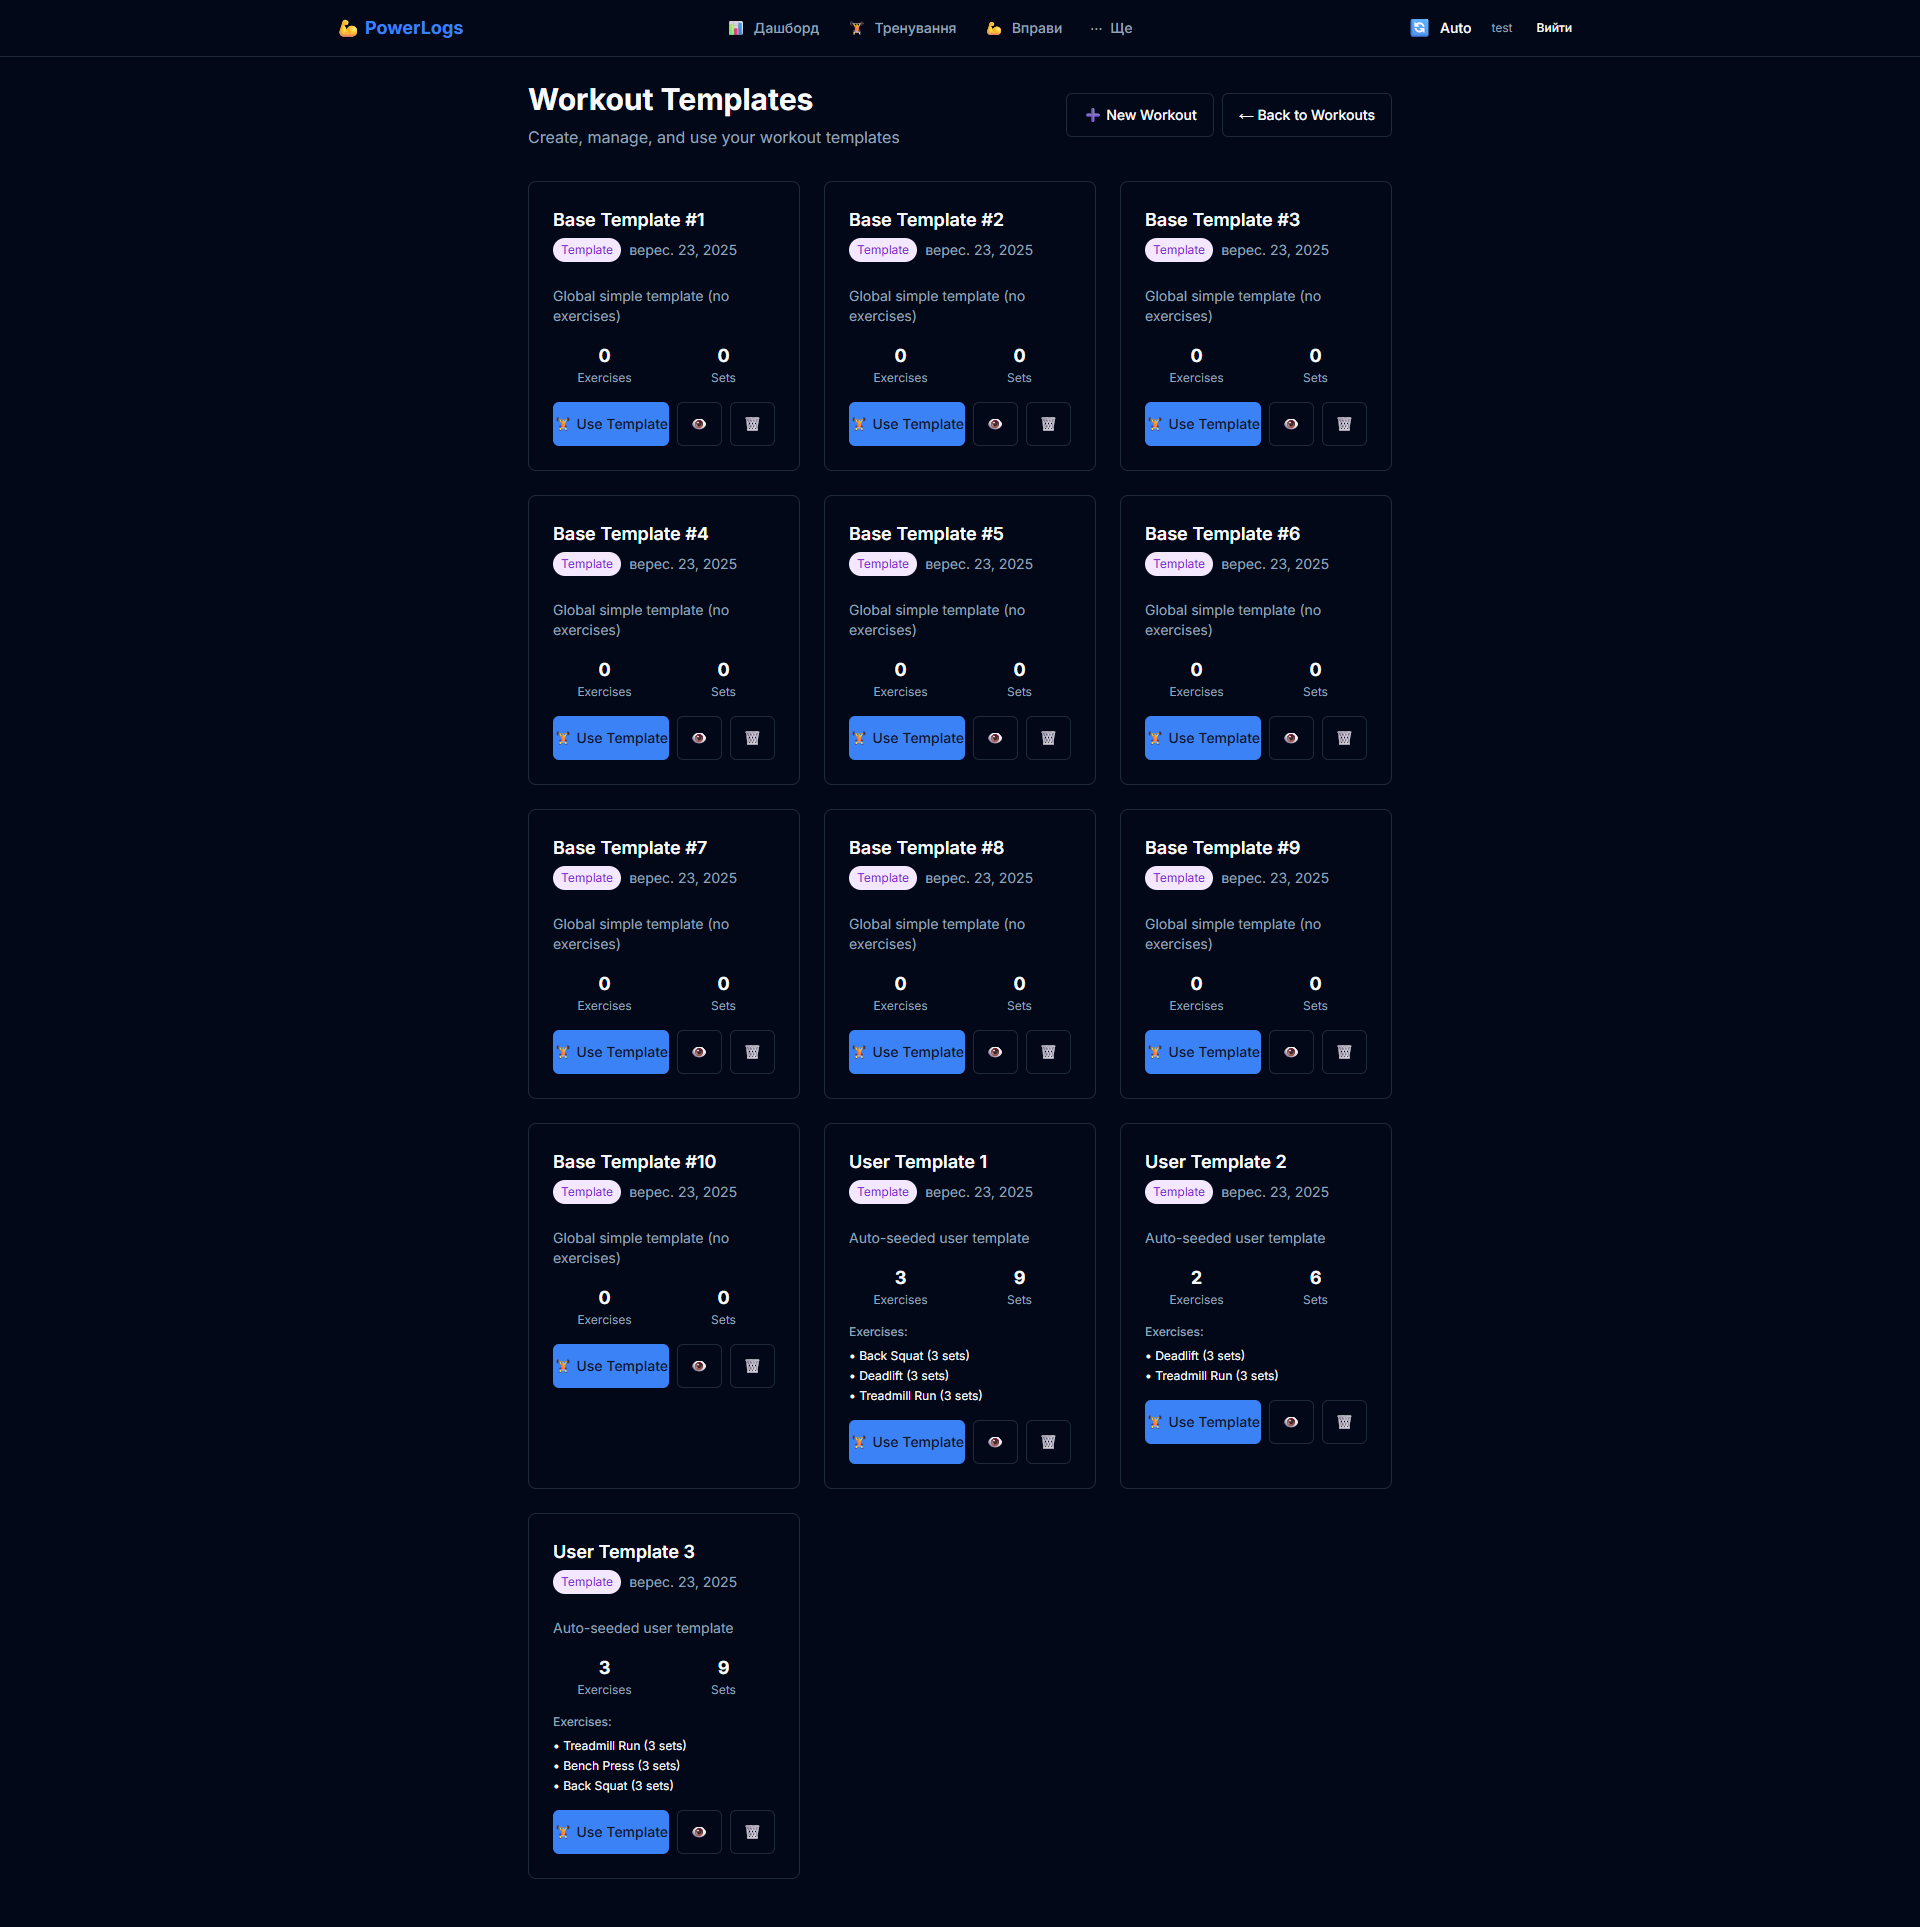 💪 PowerLogs
📊 Дашборд 🏋️ Тренування 💪 Вправи ··· Ще
🔄 Auto test Вийти
Workout Templates
Create, manage, and use your workout templates
➕ New Workout ← Back to Workouts
Base Template #1
Template верес. 23, 2025
Global simple template (no
exercises)
0 0
Exercises Sets
🏋️ Use Template 👁️ 🗑️
Base Template #2
Template верес. 23, 2025
Global simple template (no
exercises)
0 0
Exercises Sets
🏋️ Use Template 👁️ 🗑️
Base Template #3
Template верес. 23, 2025
Global simple template (no
exercises)
0 0
Exercises Sets
🏋️ Use Template 👁️ 🗑️
Base Template #4
Template верес. 23, 2025
Global simple template (no
exercises)
0 0
Exercises Sets
🏋️ Use Template 👁️ 🗑️
Base Template #5
Template верес. 23, 2025
Global simple template (no
exercises)
0 0
Exercises Sets
🏋️ Use Template 👁️ 🗑️
Base Template #6
Template верес. 23, 2025
Global simple template (no
exercises)
0 0
Exercises Sets
🏋️ Use Template 👁️ 🗑️
Base Template #7
Template верес. 23, 2025
Global simple template (no
exercises)
0 0
Exercises Sets
🏋️ Use Template 👁️ 🗑️
Base Template #8
Template верес. 23, 2025
Global simple template (no
exercises)
0 0
Exercises Sets
🏋️ Use Template 👁️ 🗑️
Base Template #9
Template верес. 23, 2025
Global simple template (no
exercises)
0 0
Exercises Sets
🏋️ Use Template 👁️ 🗑️
Base Template #10
Template верес. 23, 2025
Global simple template (no
exercises)
0 0
Exercises Sets
🏋️ Use Template 👁️ 🗑️
User Template 1
Template верес. 23, 2025
Auto-seeded user template
3 9
Exercises Sets
Exercises:
• Back Squat (3 sets)
• Deadlift (3 sets)
• Treadmill Run (3 sets)
🏋️ Use Template 👁️ 🗑️
User Template 2
Template верес. 23, 2025
Auto-seeded user template
2 6
Exercises Sets
Exercises:
• Deadlift (3 sets)
• Treadmill Run (3 sets)
🏋️ Use Template 👁️ 🗑️
User Template 3
Template верес. 23, 2025
Auto-seeded user template
3 9
Exercises Sets
Exercises:
• Treadmill Run (3 sets)
• Bench Press (3 sets)
• Back Squat (3 sets)
🏋️ Use Template 👁️ 🗑️